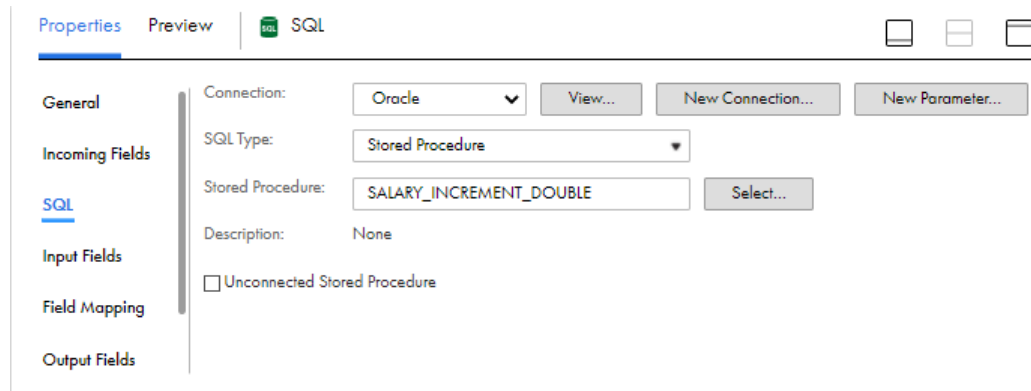 Properties Preview SQL SQL
General
Connection: Oracle View... New Connection... New Parameter...
Incoming Fields
SQL Type: Stored Procedure
SQL
Stored Procedure: SALARY_INCREMENT_DOUBLE Select...
Description: None
Input Fields
Unconnected Stored Procedure
Field Mapping
Output Fields